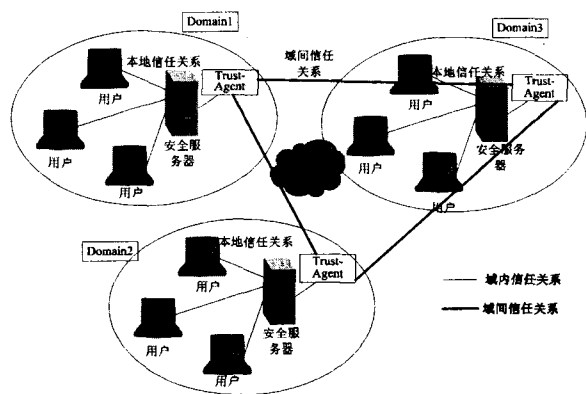 Domain1
本地信任关系
Trust-
Agent
用户
用户
用户
安全服
务器
域间信任
关系
Domain3
本地信任关系
Trust-
Agent
用户
用户
用户
安全服务
器
Domain2
本地信任关系
Trust-
Agent
用户
用户
用户
安全服
务器
域内信任关系
域间信任关系